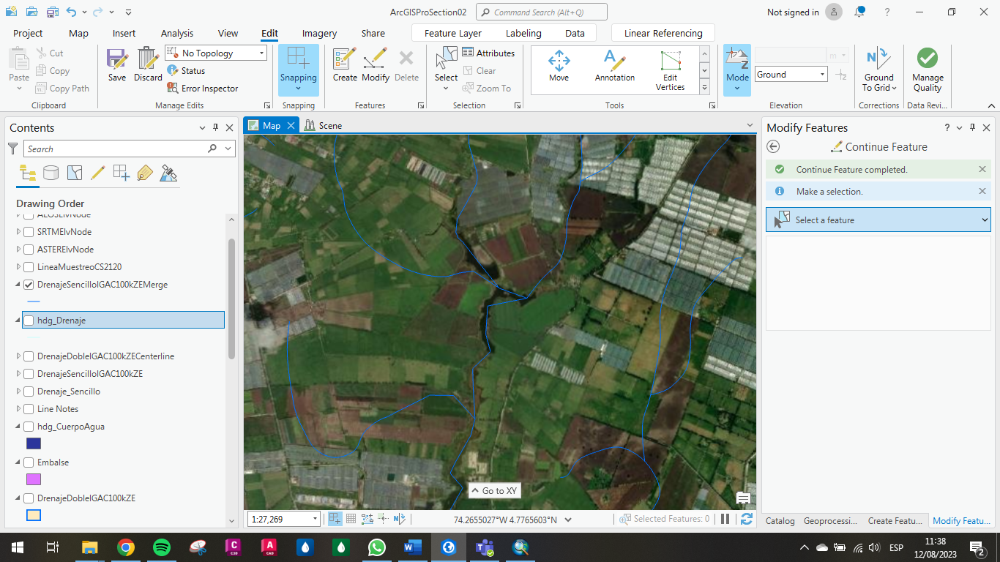 ArcGISProSection02
Command Search (Alt+Q)
Not signed in
?
Project
Map
Insert
Analysis
View
Edit
Imagery
Share
Feature Layer
Labeling
Data
Linear Referencing
Paste
Cut
Copy
Copy Path
Clipboard
Save
Discard
No Topology
Status
Error Inspector
Manage Edits
Snapping
Snapping
Create
Modify
Delete
Features
Select
Attributes
Clear
Zoom To
Selection
Move
Annotation
Edit
Vertices
Tools
Mode
m
Ground
Elevation
Ground
To Grid
Corrections
Manage
Quality
Data Revi...
Contents
Search
Drawing Order
ALOSElvNode
SRTMElvNode
ASTERElvNode
LineaMuestreoCS2120
DrenajeSencilloIGAC100kZEMerge
hdg_Drenaje
DrenajeDobleIGAC100kZECenterline
DrenajeSencilloIGAC100kZE
Drenaje_Sencillo
Line Notes
hdg_CuerpoAgua
Embalse
DrenajeDobleIGAC100kZE
Map
Scene
Go to XY
1:27,269
74.2655027°W 4.7765603°N
Selected Features: 0
Modify Features
?
Continue Feature
Continue Feature completed.
Make a selection.
Select a feature
Catalog
Geoprocessi...
Create Featu...
Modify Featu...
C
C3D
A
CAD
W
ESP
11:38
12/08/2023
2